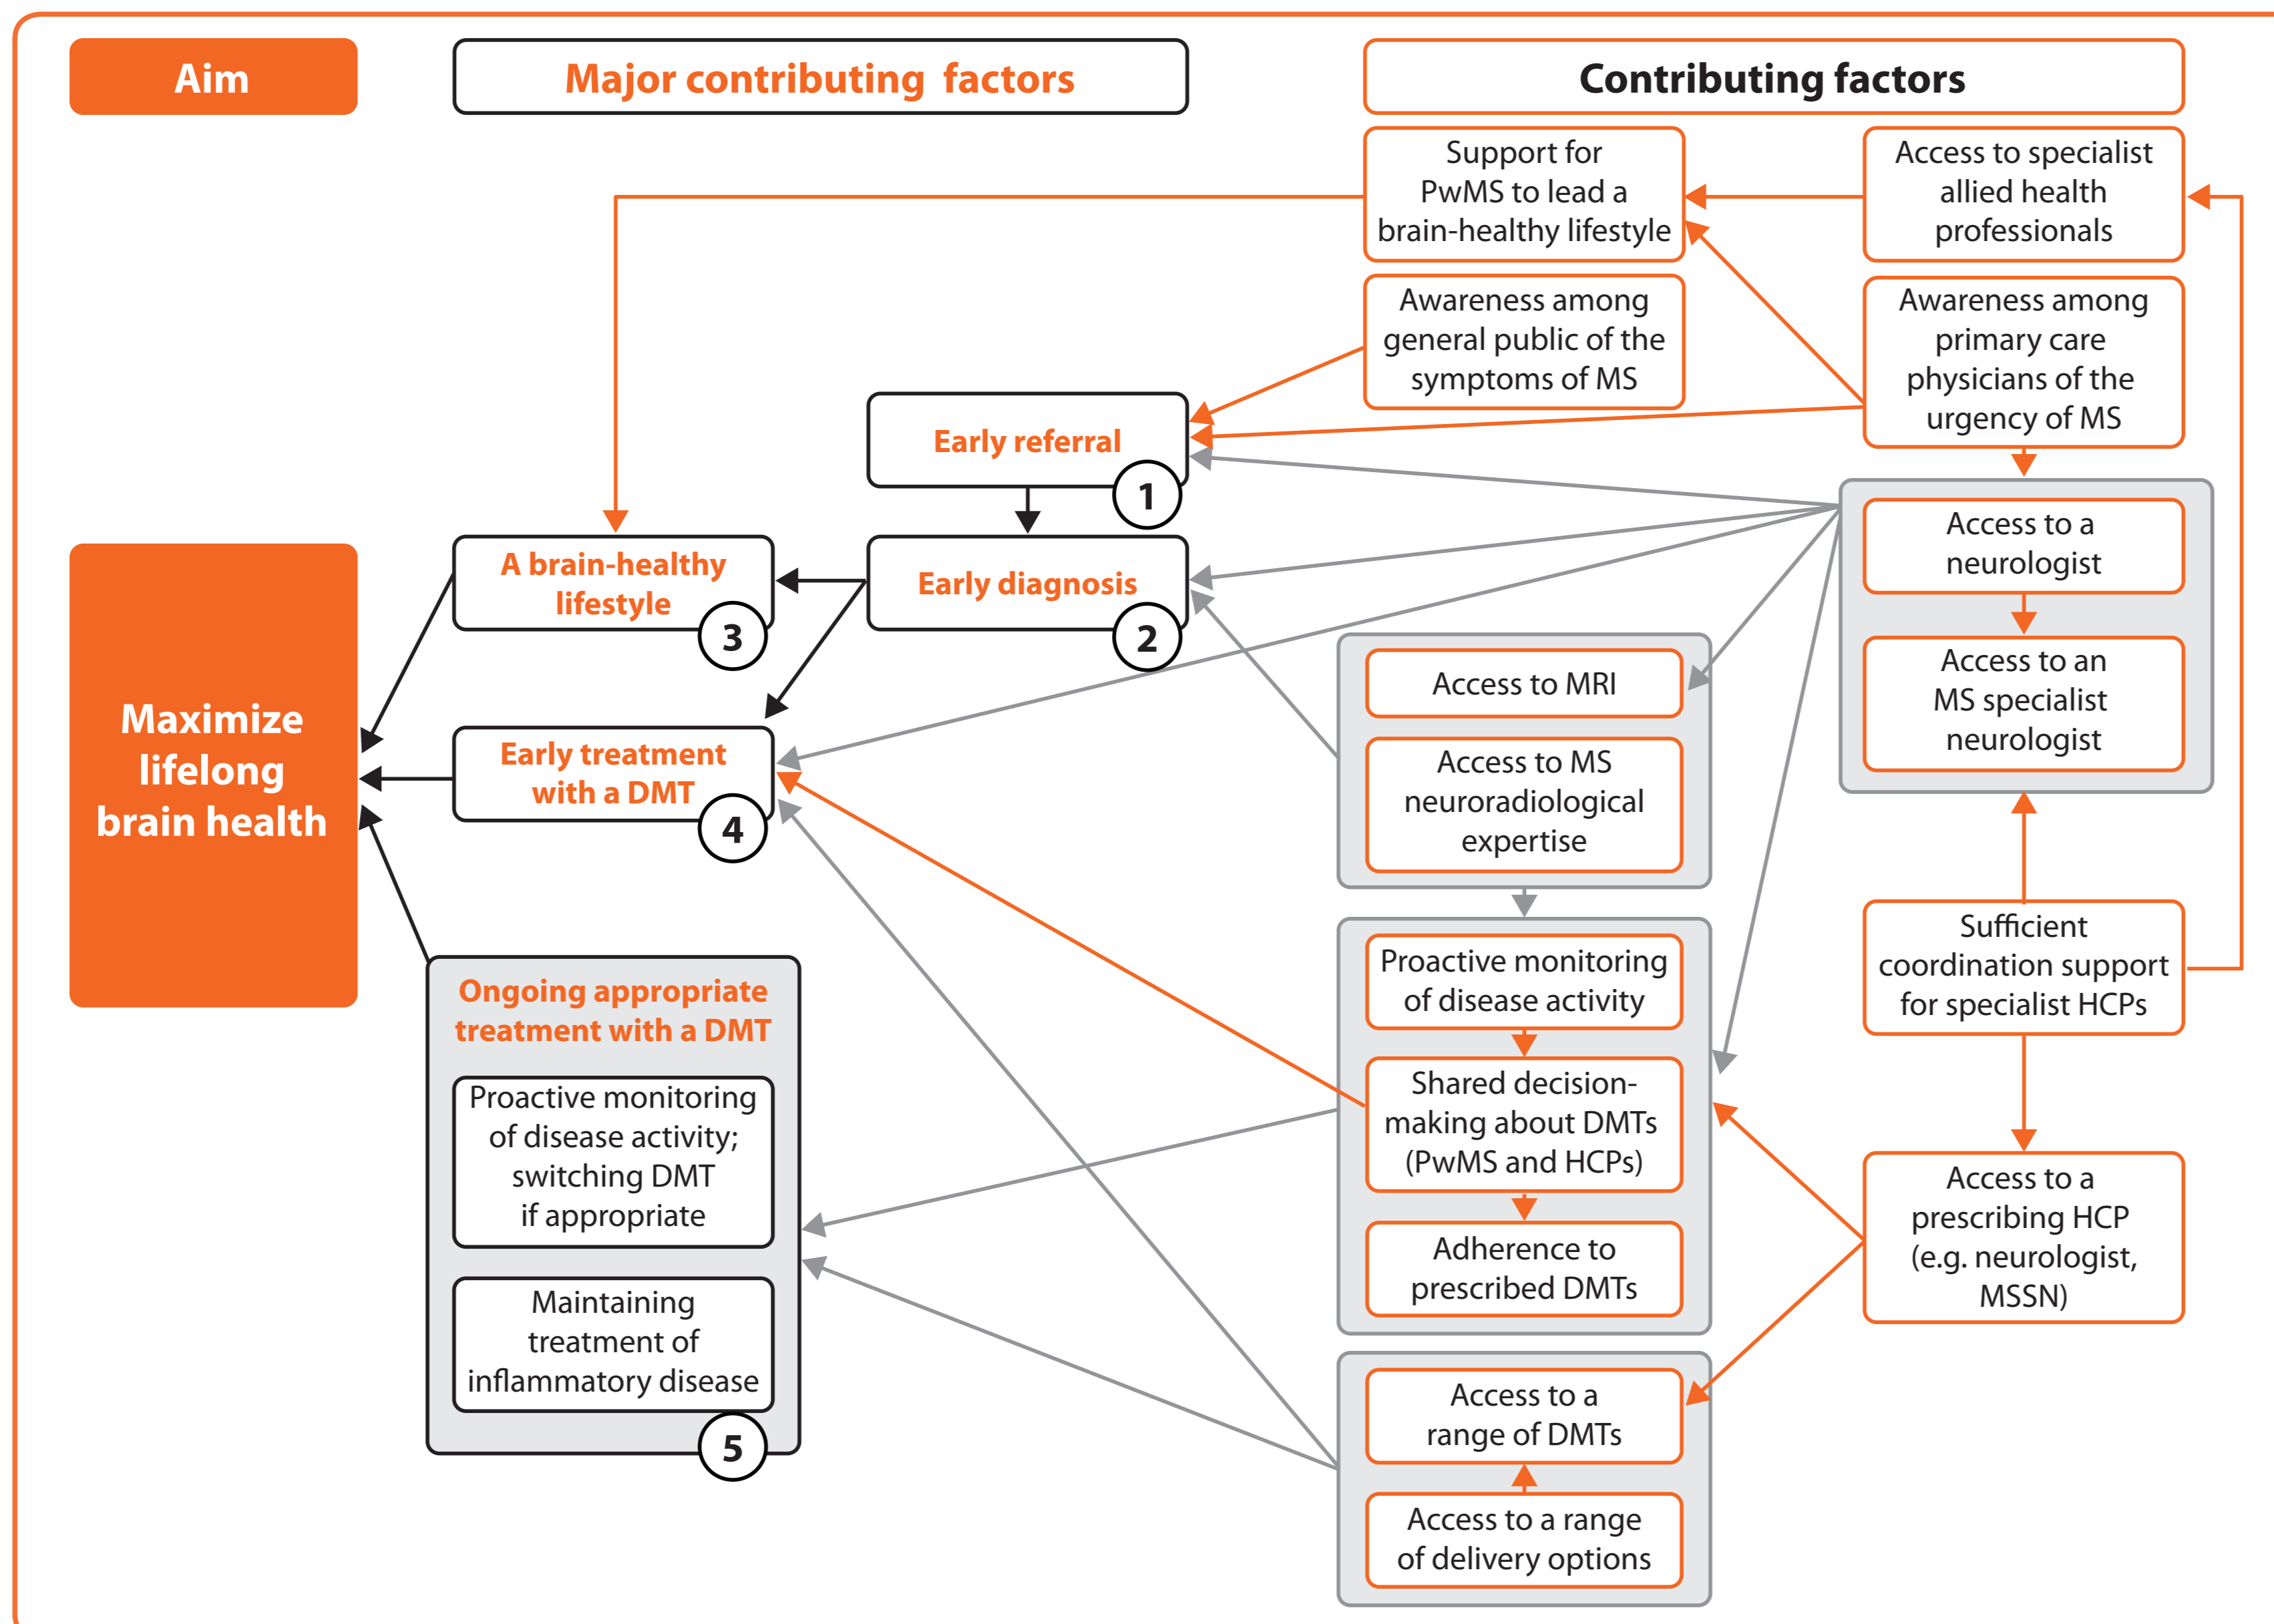 Aim
Major contributing factors
Contributing factors
Support for
PwMS to lead a
brain-healthy lifestyle
Access to specialist
allied health
professionals
Awareness among
general public of the
symptoms of MS
Awareness among
primary care
physicians of the
urgency of MS
Early referral
1
Access to a
neurologist
Access to an
MS specialist
neurologist
A brain-healthy
lifestyle
3
Early diagnosis
2
Access to MRI
Access to MS
neuroradiological
expertise
Maximize
lifelong
brain health
Early treatment
with a DMT
4
Sufficient
coordination support
for specialist HCPs
Proactive monitoring
of disease activity
Shared decision-
making about DMTs
(PwMS and HCPs)
Adherence to
prescribed DMTs
Ongoing appropriate
treatment with a DMT
Proactive monitoring
of disease activity;
switching DMT
if appropriate
Maintaining
treatment of
inflammatory disease
5
Access to a
prescribing HCP
(e.g. neurologist,
MSSN)
Access to a
range of DMTs
Access to a range
of delivery options